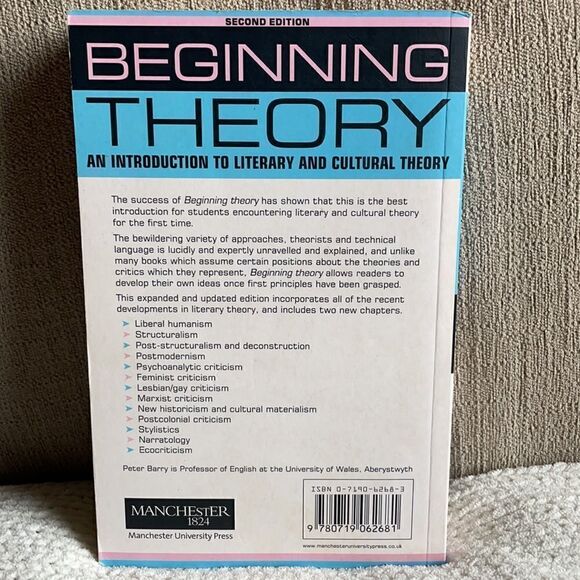 SECOND EDITION
BEGINNING
THEORY
AN INTRODUCTION TO LITERARY AND CULTURAL THEORY
The success of Beginning theory has shown that this is the best
introduction for students encountering literary and cultural theory
for the first time.
The bewildering variety of approaches, theorists and technical
language is lucidly and expertly unravelled and explained, and unlike
many books which assume certain positions about the theories and
critics which they represent, Beginning theory allows readers to
develop their own ideas once first principles have been grasped.
This expanded and updated edition incorporates all of the recent
developments in literary theory, and includes two new chapters.
➤ Liberal humanism
➤ Structuralism
➤ Post-structuralism and deconstruction
➤ Postmodernism
➤ Psychoanalytic criticism
➤ Feminist criticism
➤ Lesbian/gay criticism
➤ Marxist criticism
➤ New historicism and cultural materialism
➤ Postcolonial criticism
➤ Stylistics
➤ Narratology
➤ Ecocriticism
Peter Barry is Professor of English at the University of Wales, Aberystwyth
MANCHESTER
1824
Manchester University Press
ISBN 0-7190-6268-3
9 780719 062681
www.manchesteruniversitypress.co.uk